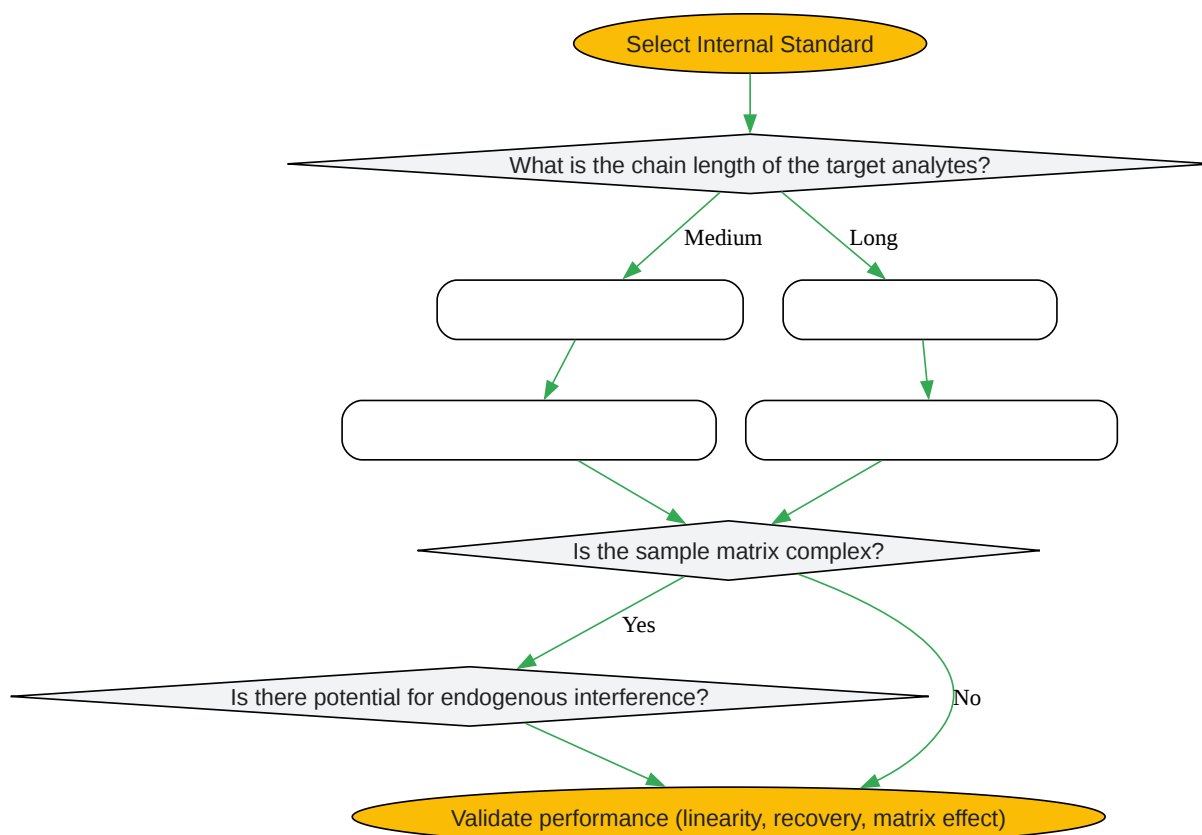 Select Internal Standard
What is the chain length of the target analytes?
Medium
Long
Is the sample matrix complex?
Yes
Is there potential for endogenous interference?
No
Validate performance (linearity, recovery, matrix effect)